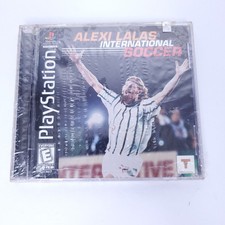 ALEXI LALAS
INTERNATIONAL
SOCCER
PlayStation
E
T